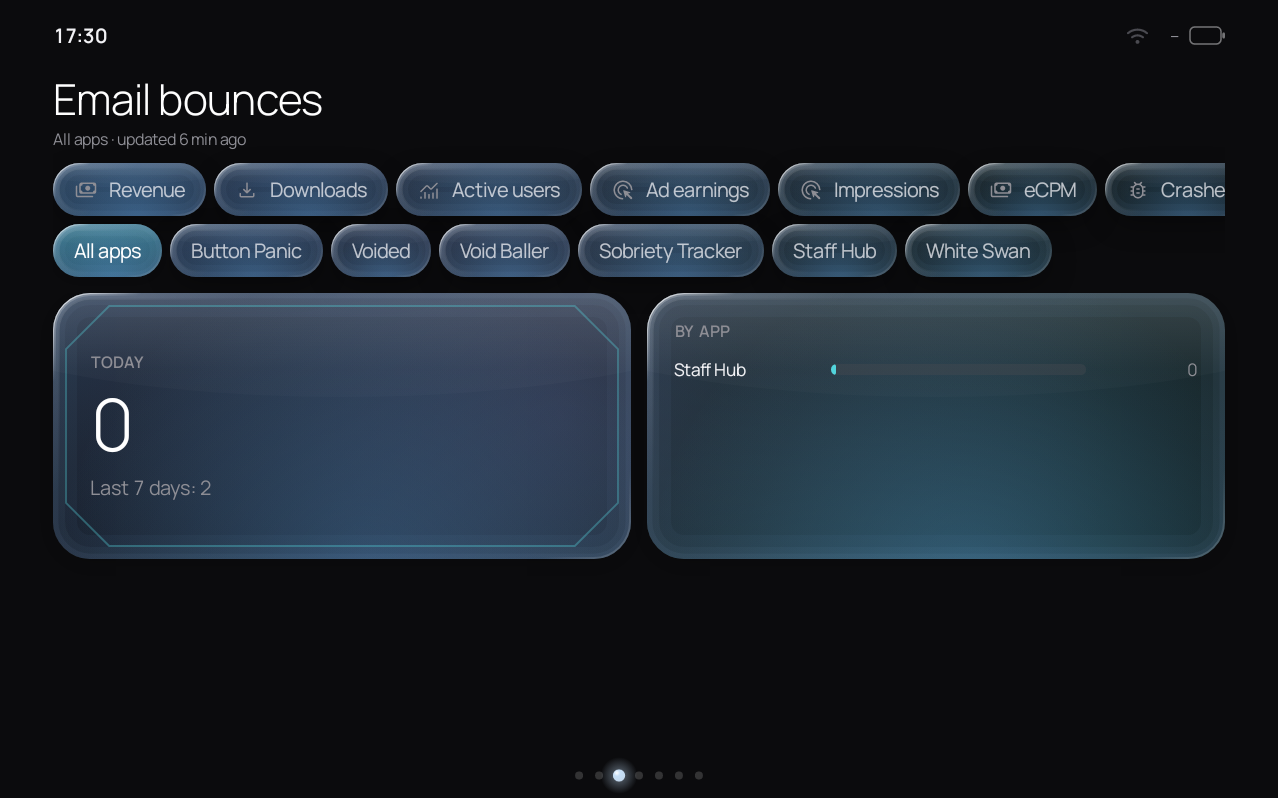 17:30
–
Email bounces
All apps · updated 6 min ago
Revenue Downloads Active users Ad earnings Impressions eCPM Crashe
All apps Button Panic Voided Void Baller Sobriety Tracker Staff Hub White Swan
TODAY
0
Last 7 days: 2
BY APP
Staff Hub 0